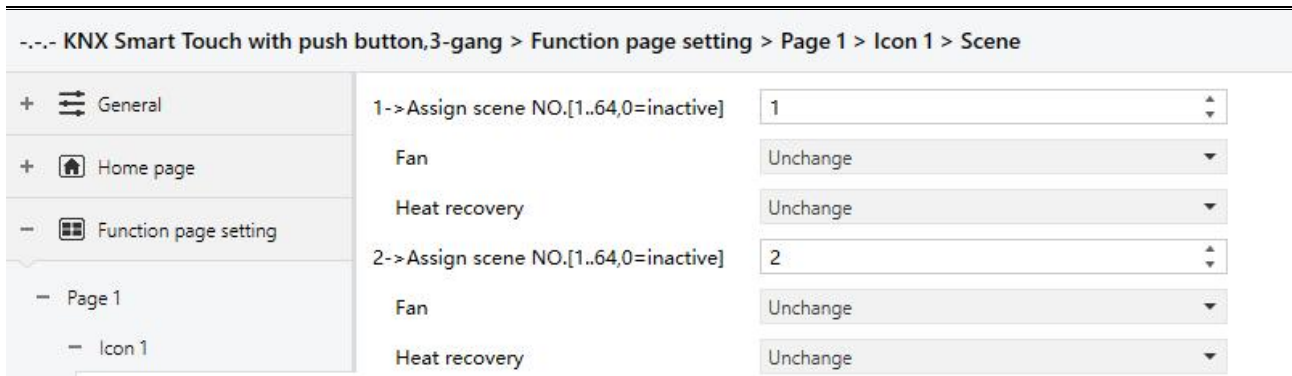 -.-.- KNX Smart Touch with push button,3-gang > Function page setting > Page 1 > Icon 1 > Scene
+ General
+ Home page
− Function page setting
− Page 1
− Icon 1
1->Assign scene NO.[1..64,0=inactive] 1
Fan Unchange
Heat recovery Unchange
2->Assign scene NO.[1..64,0=inactive] 2
Fan Unchange
Heat recovery Unchange